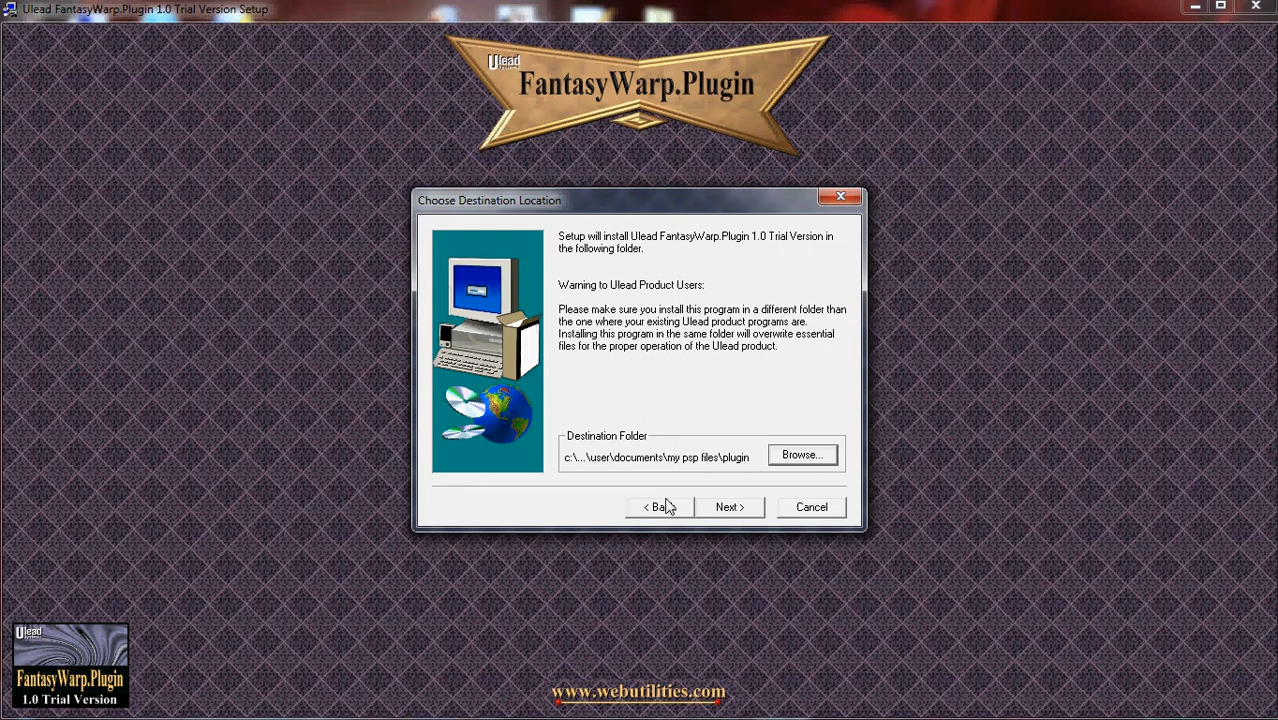 Ulead FantasyWarp.Plugin 1.0 Trial Version Setup
Ulead
FantasyWarp.Plugin
Choose Destination Location
Setup will install Ulead FantasyWarp.Plugin 1.0 Trial Version in
the following folder.
Warning to Ulead Product Users:
Please make sure you install this program in a different folder than
the one where your existing Ulead product programs are.
Installing this program in the same folder will overwrite essential
files for the proper operation of the Ulead product.
Destination Folder
c:\...\user\documents\my psp files\plugin
Browse...
< Ba
Next >
Cancel
Ulead
FantasyWarp.Plugin
1.0 Trial Version
www.webutilities.com